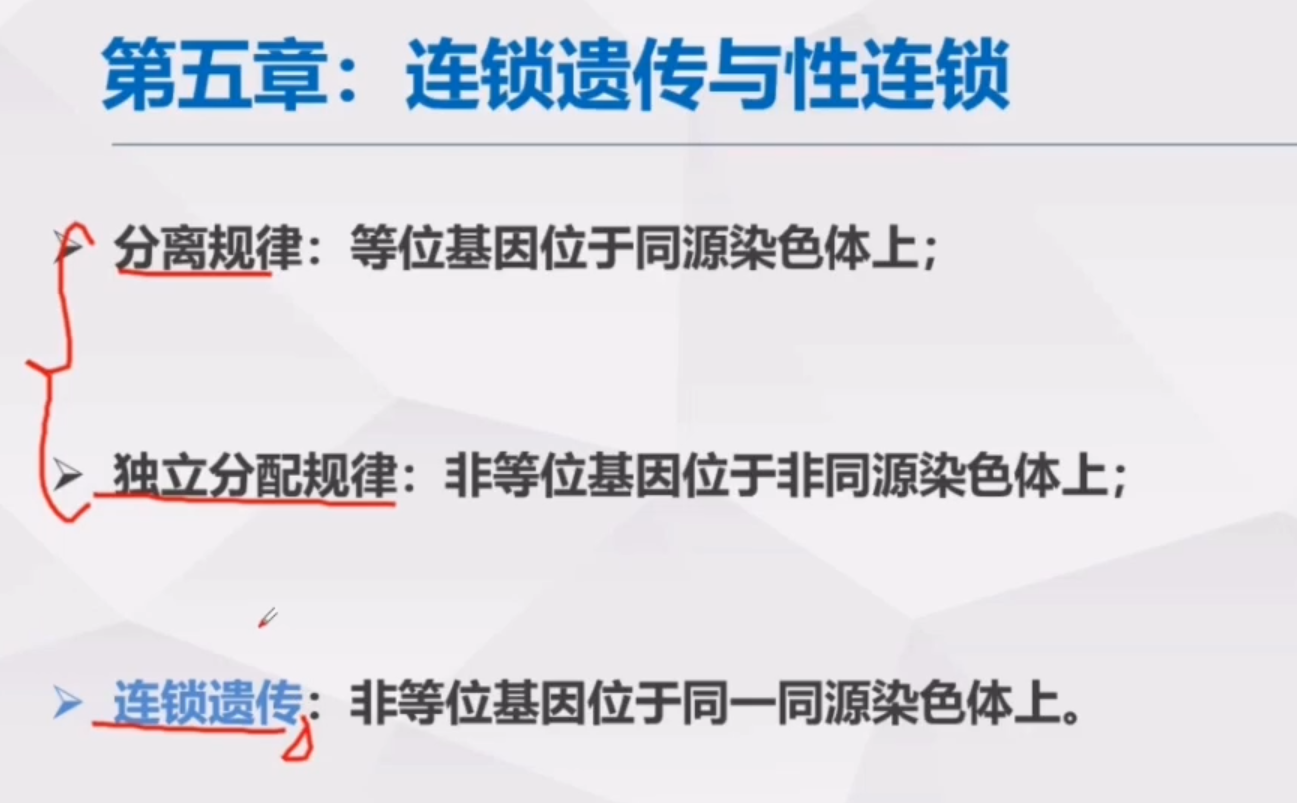 第五章：连锁遗传与性连锁
分离规律：等位基因位于同源染色体上；
独立分配规律：非等位基因位于非同源染色体上；
连锁遗传：非等位基因位于同一同源染色体上。